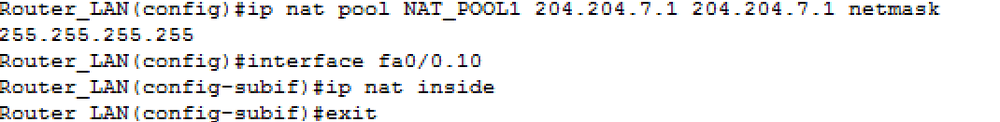 Router_LAN(config)#ip nat pool NAT_POOL1 204.204.7.1 204.204.7.1 netmask
255.255.255.255
Router_LAN(config)#interface fa0/0.10
Router_LAN(config-subif)#ip nat inside
Router_LAN(config-subif)#exit